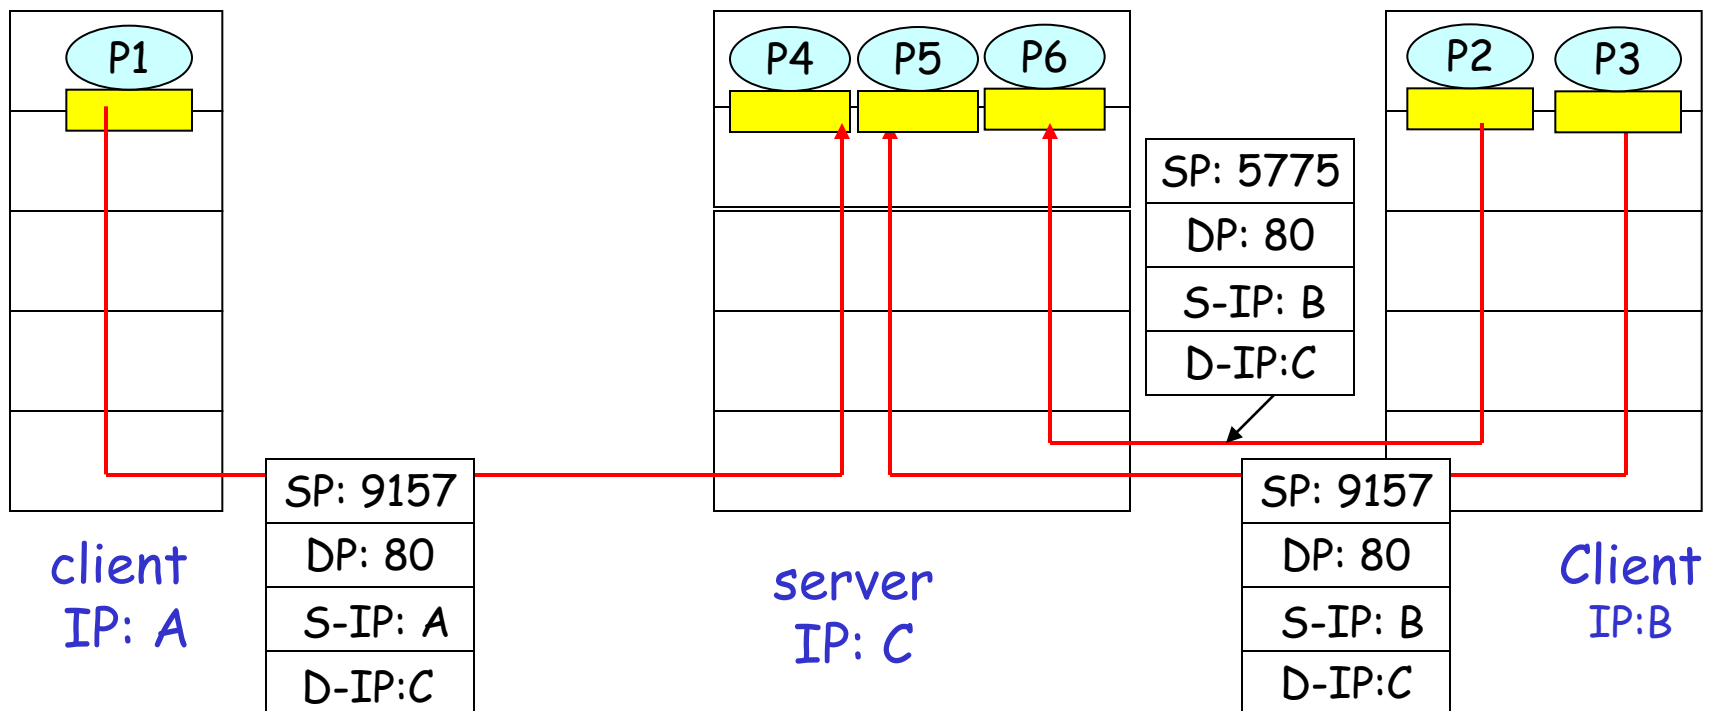 P1
P4
P5
P6
P2
P3
SP: 5775
DP: 80
S-IP: B
D-IP:C
SP: 9157
DP: 80
S-IP: A
D-IP:C
SP: 9157
DP: 80
S-IP: B
D-IP:C
client
IP: A
server
IP: C
Client
IP:B